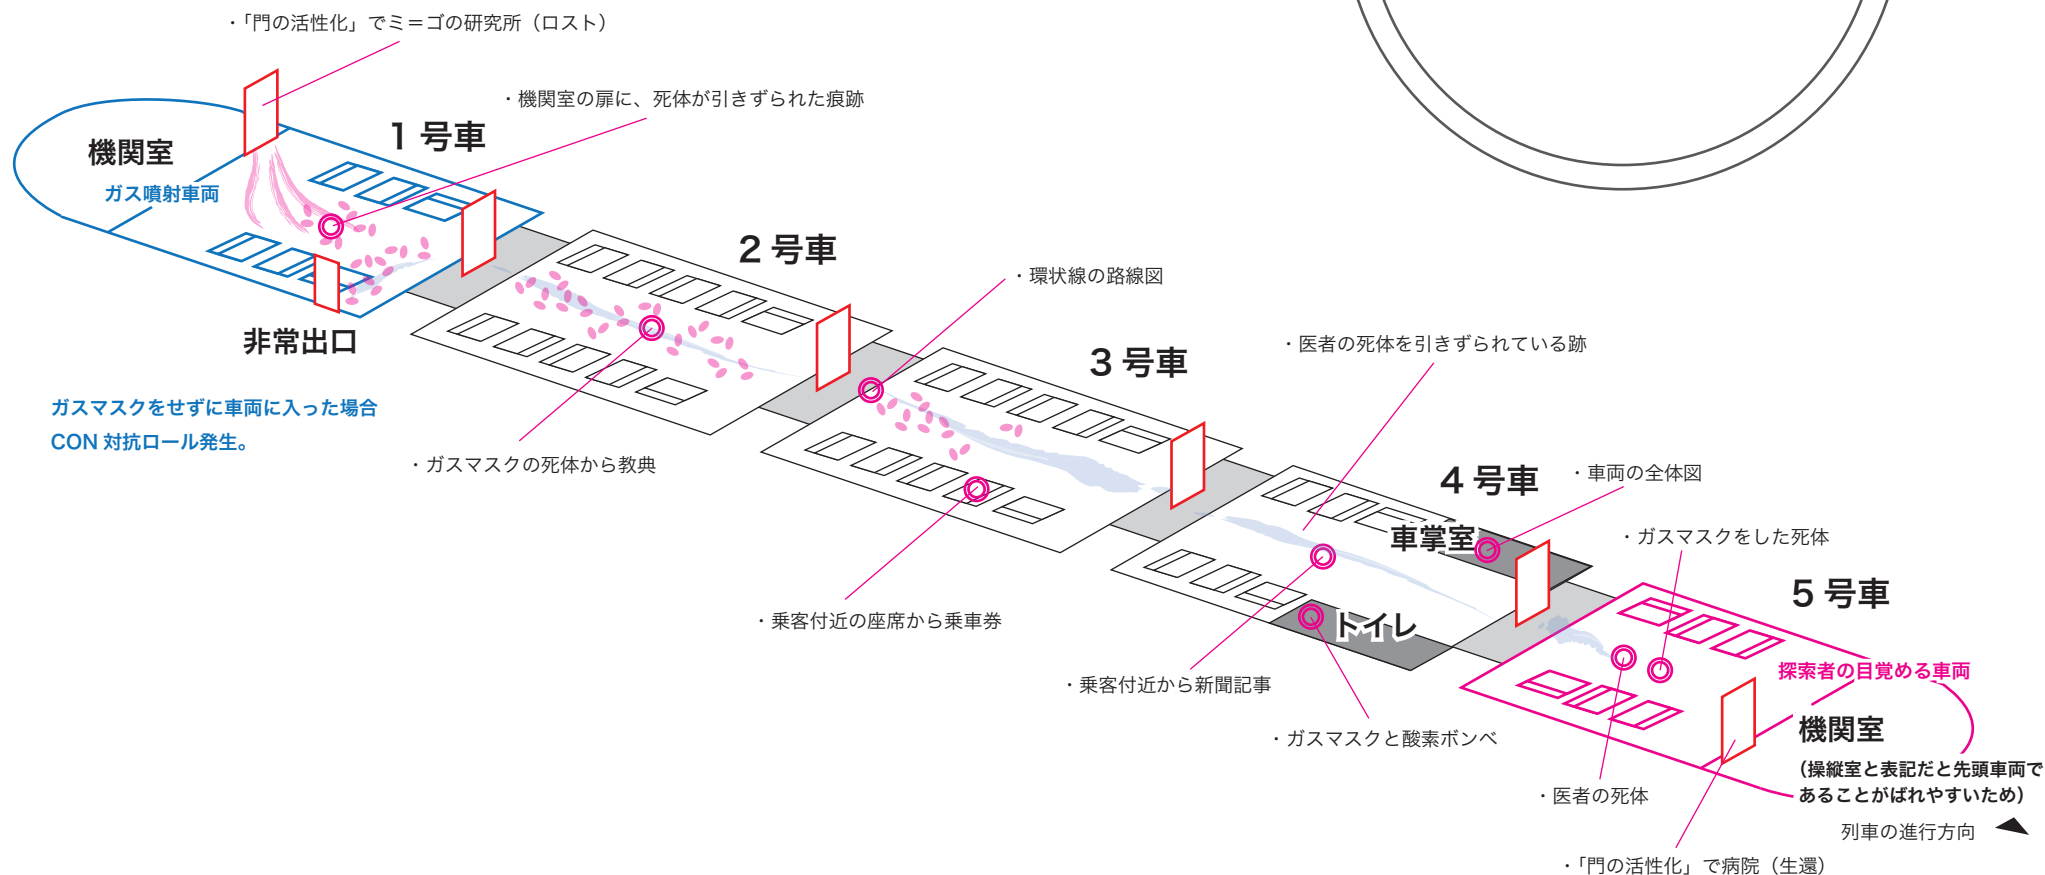 ・「門の活性化」でミ＝ゴの研究所（ロスト）
・機関室の扉に、死体が引きずられた痕跡
1 号車
機関室
ガス噴射車両
2 号車
・環状線の路線図
非常出口
・医者の死体を引きずられている跡
3 号車
ガスマスクをせずに車両に入った場合
CON 対抗ロール発生。
・ガスマスクの死体から教典
4 号車
・車両の全体図
車掌室
・ガスマスクをした死体
5 号車
・乗客付近の座席から乗車券
トイレ
探索者の目覚める車両
・乗客付近から新聞記事
機関室
・ガスマスクと酸素ボンベ
（操縦室と表記だと先頭車両で
あることがばれやすいため）
・医者の死体
列車の進行方向
・「門の活性化」で病院（生還）